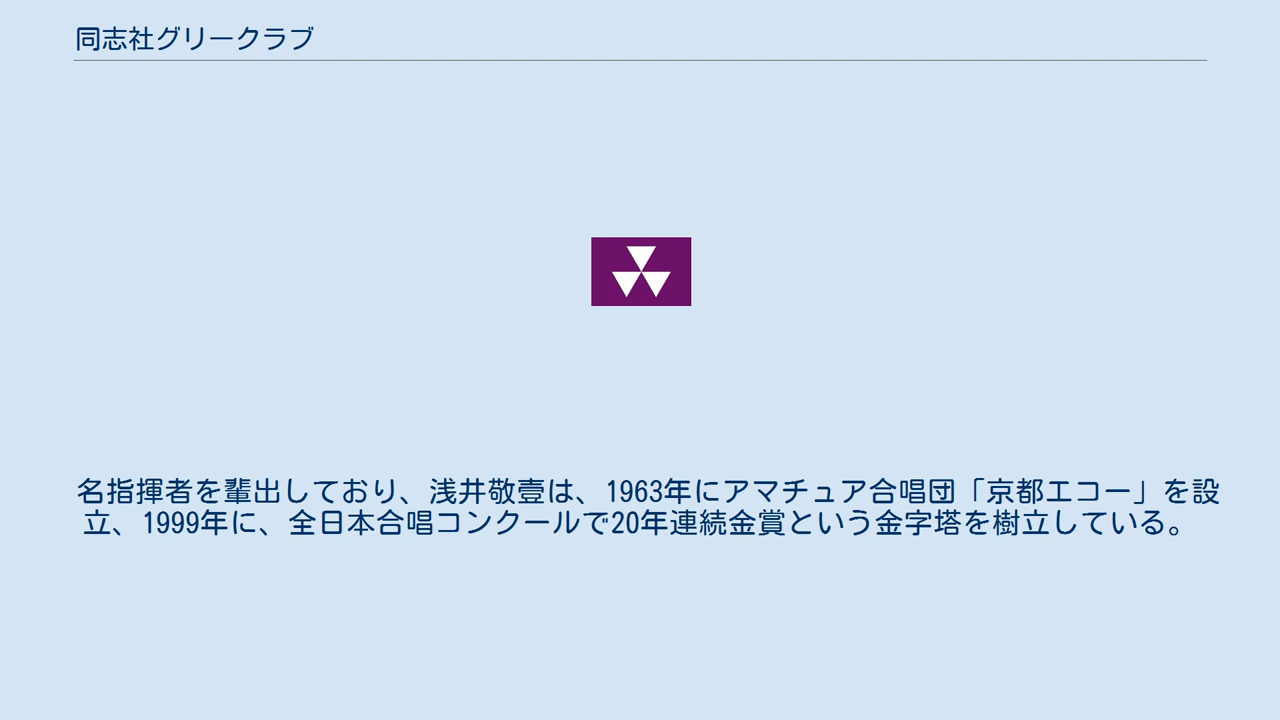 同志社グリークラブ
名指揮者を輩出しており、浅井敬壹は、1963年にアマチュア合唱団「京都エコー」を設
立、1999年に、全日本合唱コンクールで20年連続金賞という金字塔を樹立している。